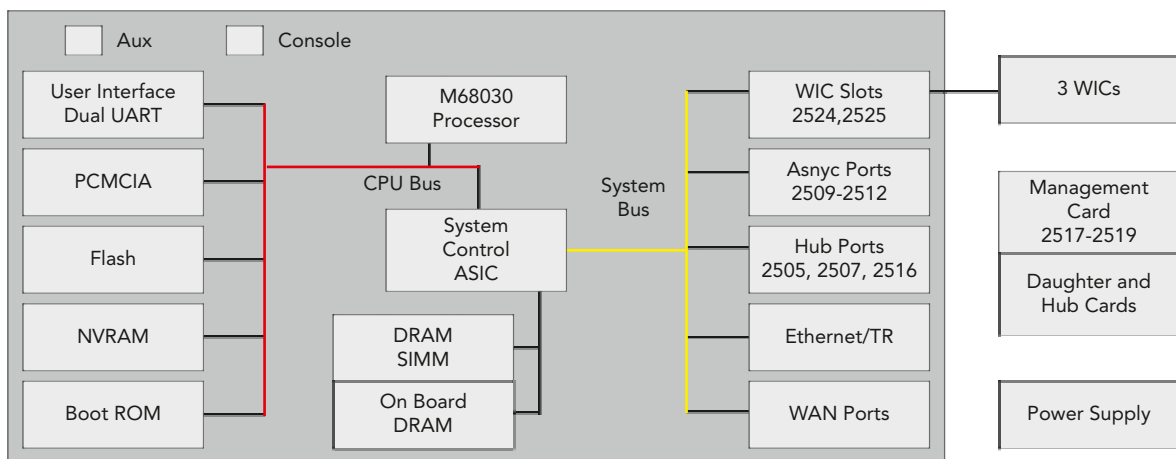 Aux
Console
User Interface
Dual UART
PCMCIA
Flash
NVRAM
Boot ROM
M68030
Processor
CPU Bus
System
Control
ASIC
DRAM
SIMM
On Board
DRAM
System
Bus
WIC Slots
2524,2525
Asnyc Ports
2509-2512
Hub Ports
2505, 2507, 2516
Ethernet/TR
WAN Ports
3 WICs
Management
Card
2517-2519
Daughter and
Hub Cards
Power Supply